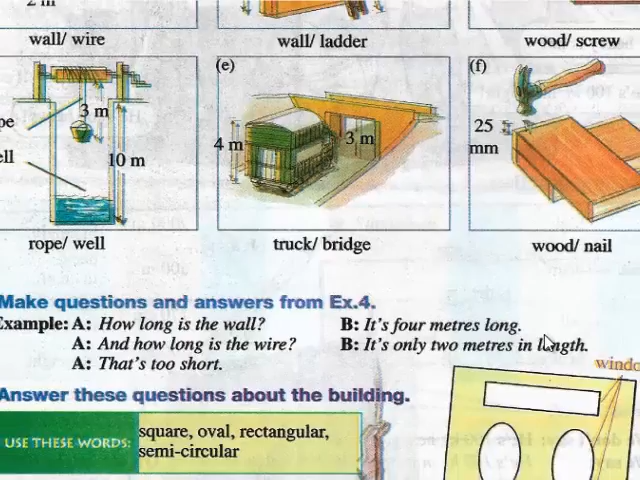 2 m
wall/ wire
wall/ ladder
wood/ screw
(e)
(f)
3 m
10 m
4 m
3 m
25
mm
rope/ well
truck/ bridge
wood/ nail
Make questions and answers from Ex.4.
Example: A: How long is the wall?
B: It's four metres long.
A: And how long is the wire?
B: It's only two metres in length.
A: That's too short.
Answer these questions about the building.
USE THESE WORDS:
square, oval, rectangular,
semi-circular